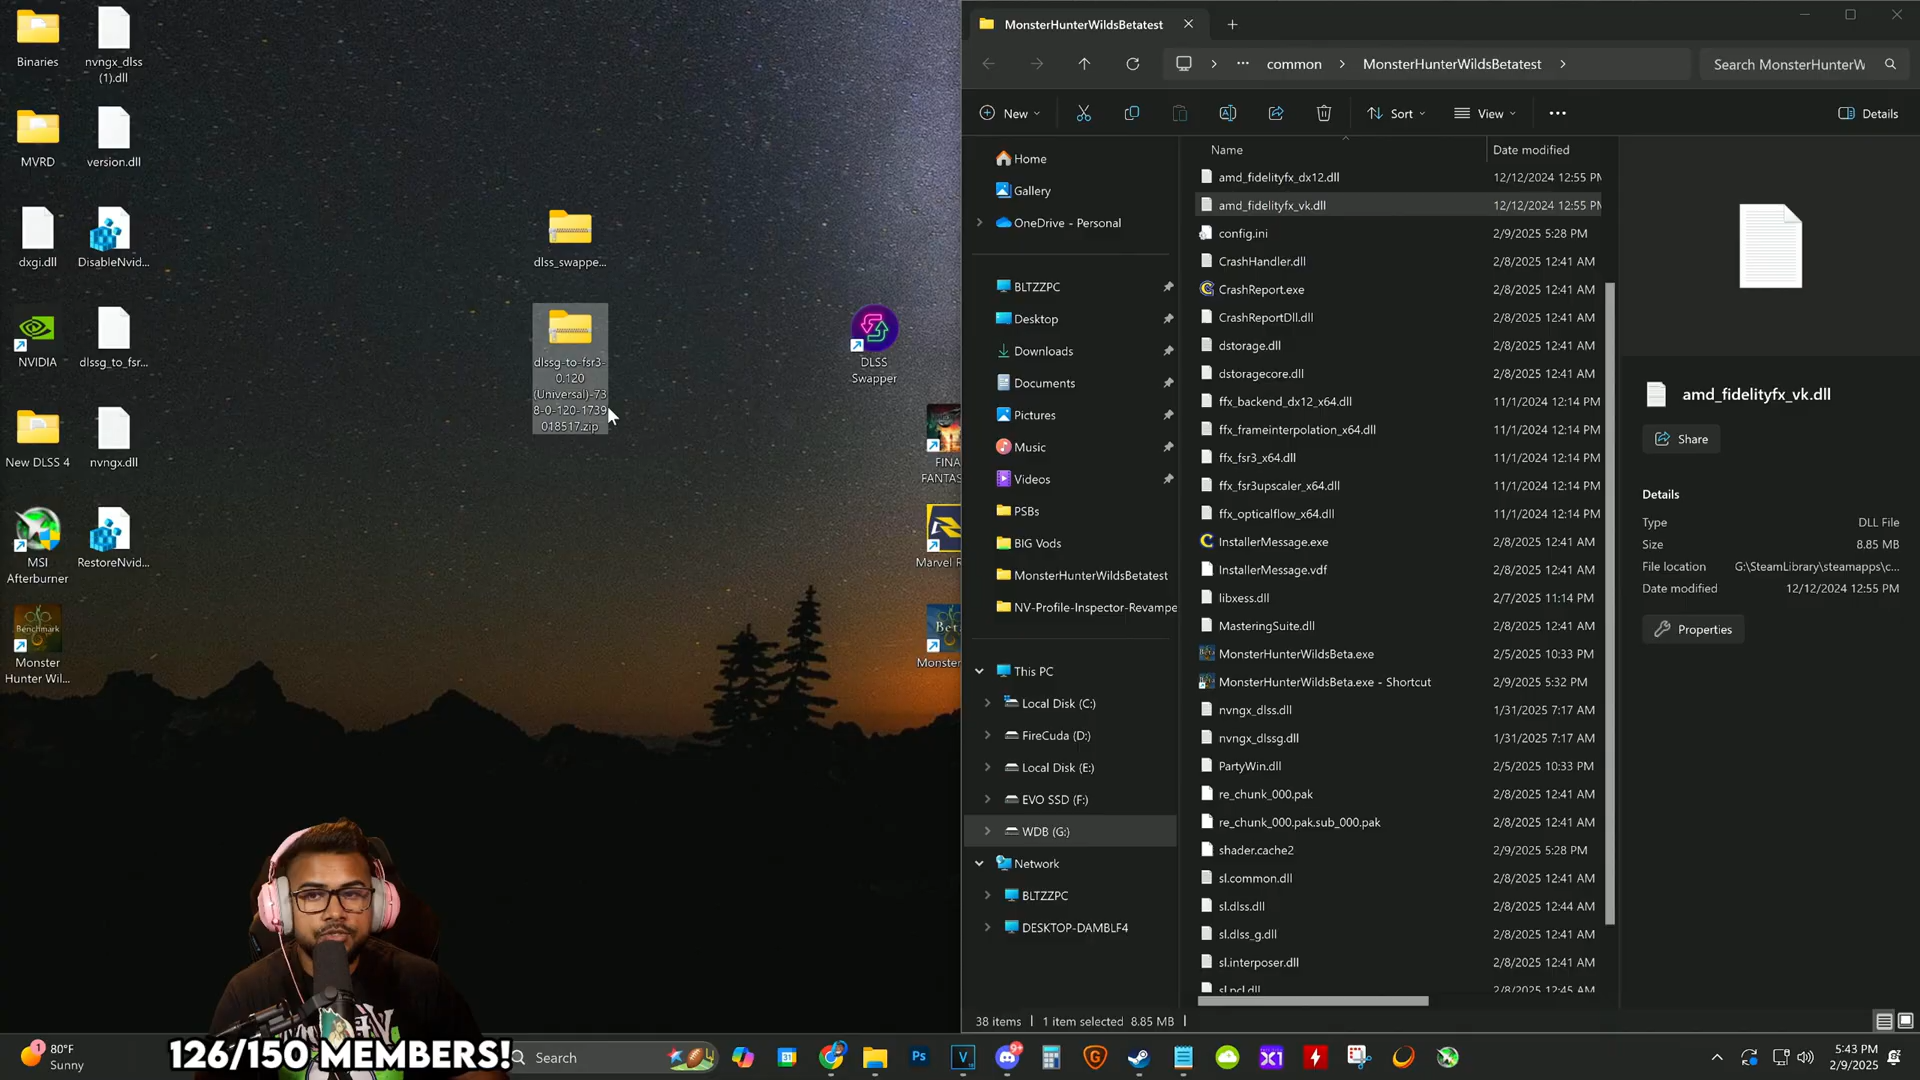 Binaries
nvngx_dlss
(1).dll
MVRD
version.dll
dxgi.dll
DisableNvid...
NVIDIA
dlssg_to_fsr...
New DLSS 4
nvngx.dll
MSI
Afterburner
RestoreNvid...
Benchmark
Monster
Hunter Wil...
dlss_swappe...
dlssg-to-fsr3-
0.120
(Universal)-73
8-0-120-1739
018517.zip
DLSS
Swapper
FINA
FANTAS
Marvel R
Bet
Monster
MonsterHunterWildsBetatest
common
MonsterHunterWildsBetatest
Search MonsterHunterW
New
Sort
View
Details
Home
Gallery
OneDrive - Personal
BLTZZPC
Desktop
Downloads
Documents
Pictures
Music
Videos
PSBs
BIG Vods
MonsterHunterWildsBetatest
NV-Profile-Inspector-Revampe
This PC
Local Disk (C:)
FireCuda (D:)
Local Disk (E:)
EVO SSD (F:)
WDB (G:)
Network
BLTZZPC
DESKTOP-DAMBLF4
Name Date modified
amd_fidelityfx_dx12.dll 12/12/2024 12:55 PM
amd_fidelityfx_vk.dll 12/12/2024 12:55 PM
config.ini 2/9/2025 5:28 PM
CrashHandler.dll 2/8/2025 12:41 AM
CrashReport.exe 2/8/2025 12:41 AM
CrashReportDll.dll 2/8/2025 12:41 AM
dstorage.dll 2/8/2025 12:41 AM
dstoragecore.dll 2/8/2025 12:41 AM
ffx_backend_dx12_x64.dll 11/1/2024 12:14 PM
ffx_frameinterpolation_x64.dll 11/1/2024 12:14 PM
ffx_fsr3_x64.dll 11/1/2024 12:14 PM
ffx_fsr3upscaler_x64.dll 11/1/2024 12:14 PM
ffx_opticalflow_x64.dll 11/1/2024 12:14 PM
InstallerMessage.exe 2/8/2025 12:41 AM
InstallerMessage.vdf 2/8/2025 12:41 AM
libxess.dll 2/7/2025 11:14 PM
MasteringSuite.dll 2/8/2025 12:41 AM
MonsterHunterWildsBeta.exe 2/5/2025 10:33 PM
MonsterHunterWildsBeta.exe - Shortcut 2/9/2025 5:32 PM
nvngx_dlss.dll 1/31/2025 7:17 AM
nvngx_dlssg.dll 1/31/2025 7:17 AM
PartyWin.dll 2/5/2025 10:33 PM
re_chunk_000.pak 2/8/2025 12:41 AM
re_chunk_000.pak.sub_000.pak 2/8/2025 12:41 AM
shader.cache2 2/9/2025 5:28 PM
sl.common.dll 2/8/2025 12:41 AM
sl.dlss.dll 2/8/2025 12:44 AM
sl.dlss_g.dll 2/8/2025 12:41 AM
sl.interposer.dll 2/8/2025 12:41 AM
sl.pcl.dll 2/8/2025 12:45 AM
amd_fidelityfx_vk.dll
Share
Details
Type DLL File
Size 8.85 MB
File location G:\SteamLibrary\steamapps\c...
Date modified 12/12/2024 12:55 PM
Properties
38 items 1 item selected 8.85 MB
1
80°F
Sunny
126/150 MEMBERS!
Search
Ps
V
9+
X1
5:43 PM
2/9/2025